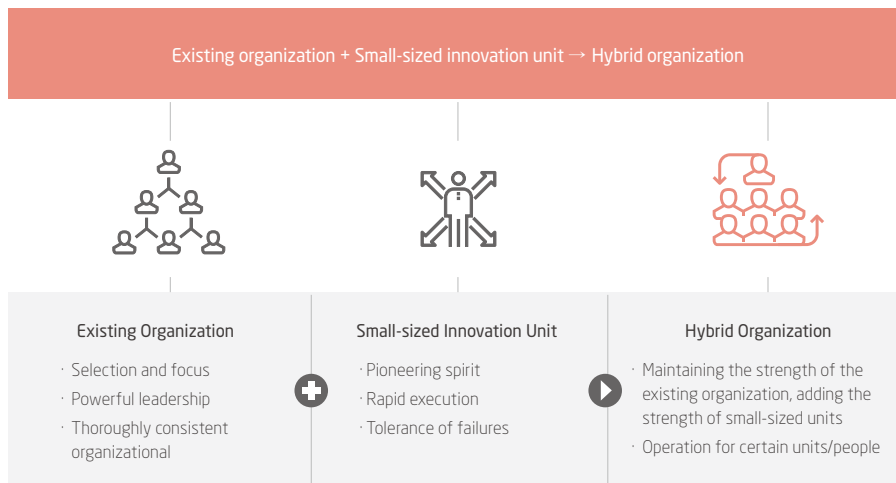 Existing organization + Small-sized innovation unit → Hybrid organization
Existing Organization
· Selection and focus
· Powerful leadership
· Thoroughly consistent
organizational
Small-sized Innovation Unit
· Pioneering spirit
· Rapid execution
· Tolerance of failures
Hybrid Organization
· Maintaining the strength of the
existing organization, adding the
strength of small-sized units
· Operation for certain units/people